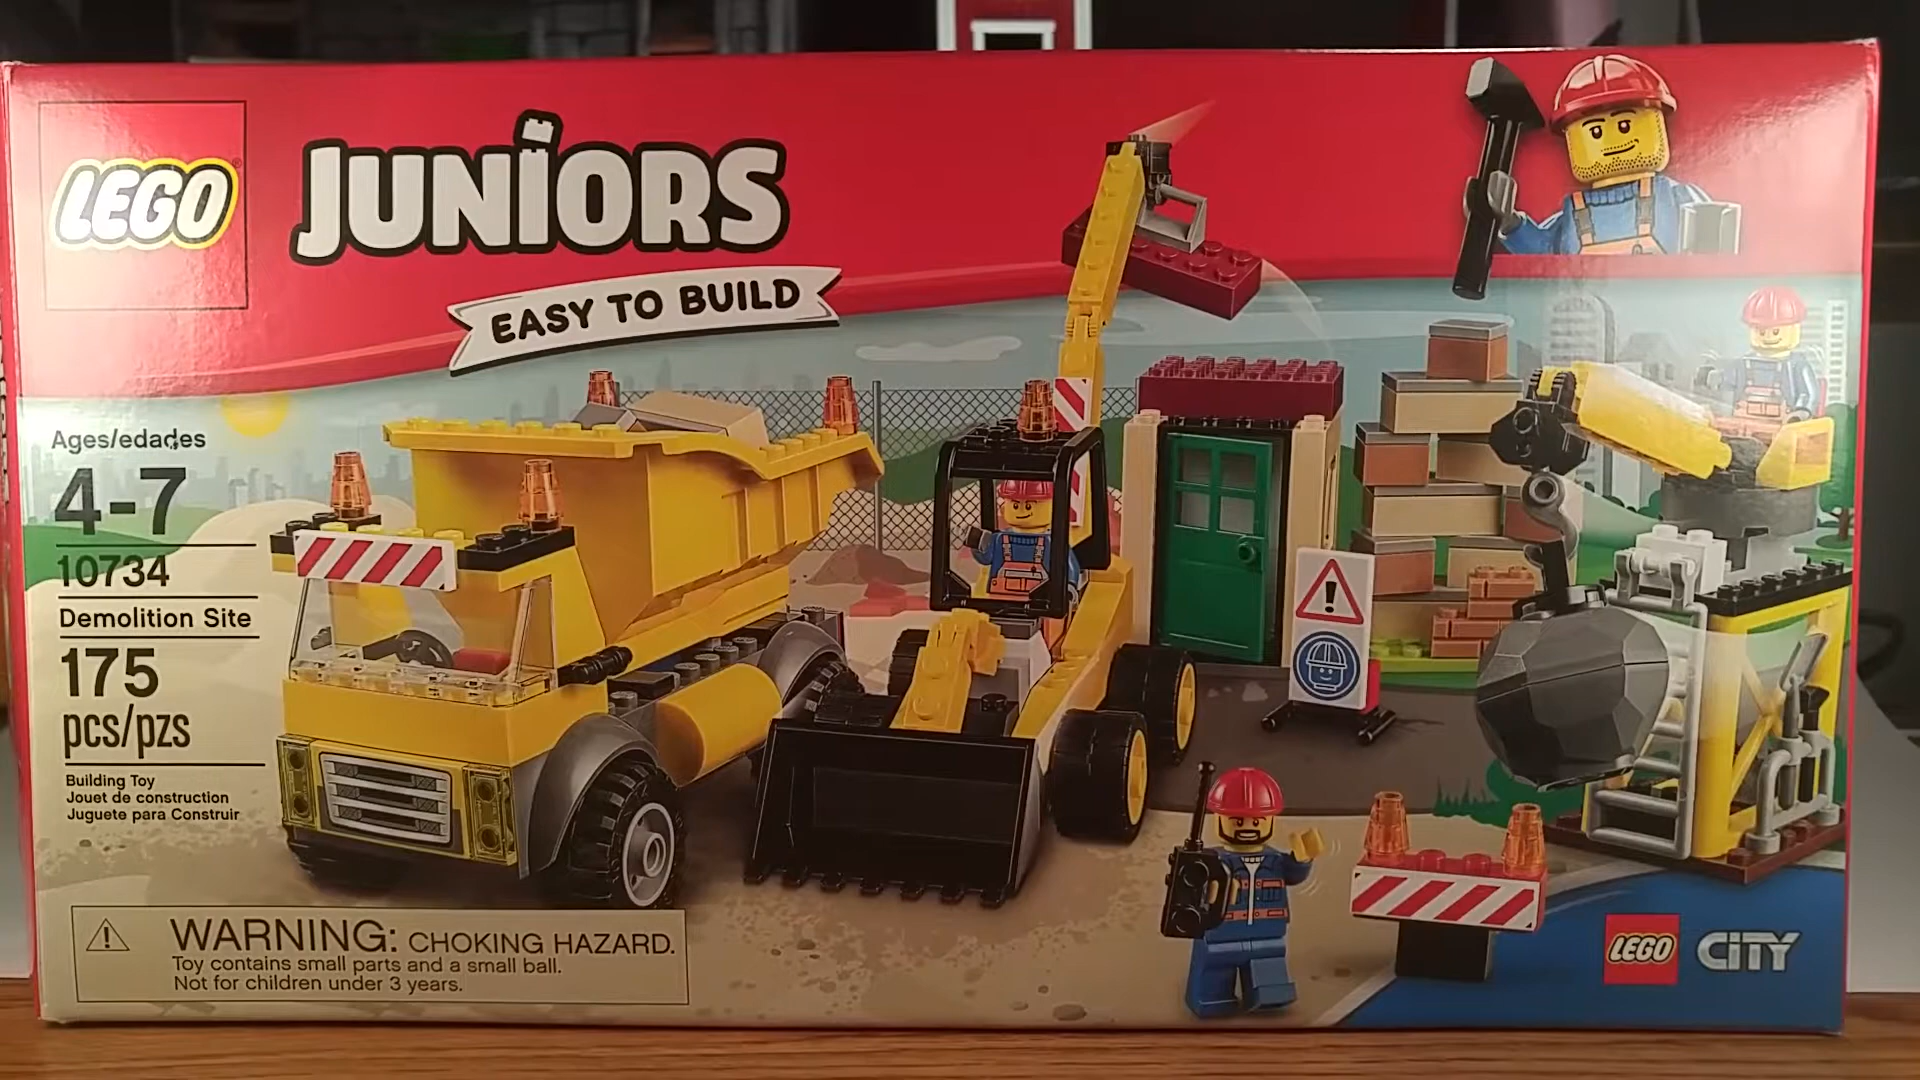 LEGO
JUNiORS
EASY TO BUILD
Ages/edades
4-7
10734
Demolition Site
175
pcs/pzs
Building Toy
Jouet de construction
Juguete para Construir
WARNING: CHOKING HAZARD.
Toy contains small parts and a small ball.
Not for children under 3 years.
LEGO CITY